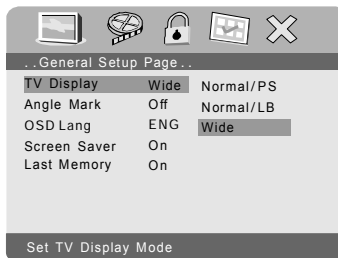 ..General Setup Page..
TV Display Wide Normal/PS
Angle Mark Off Normal/LB
OSD Lang ENG Wide
Screen Saver On
Last Memory On
Set TV Display Mode